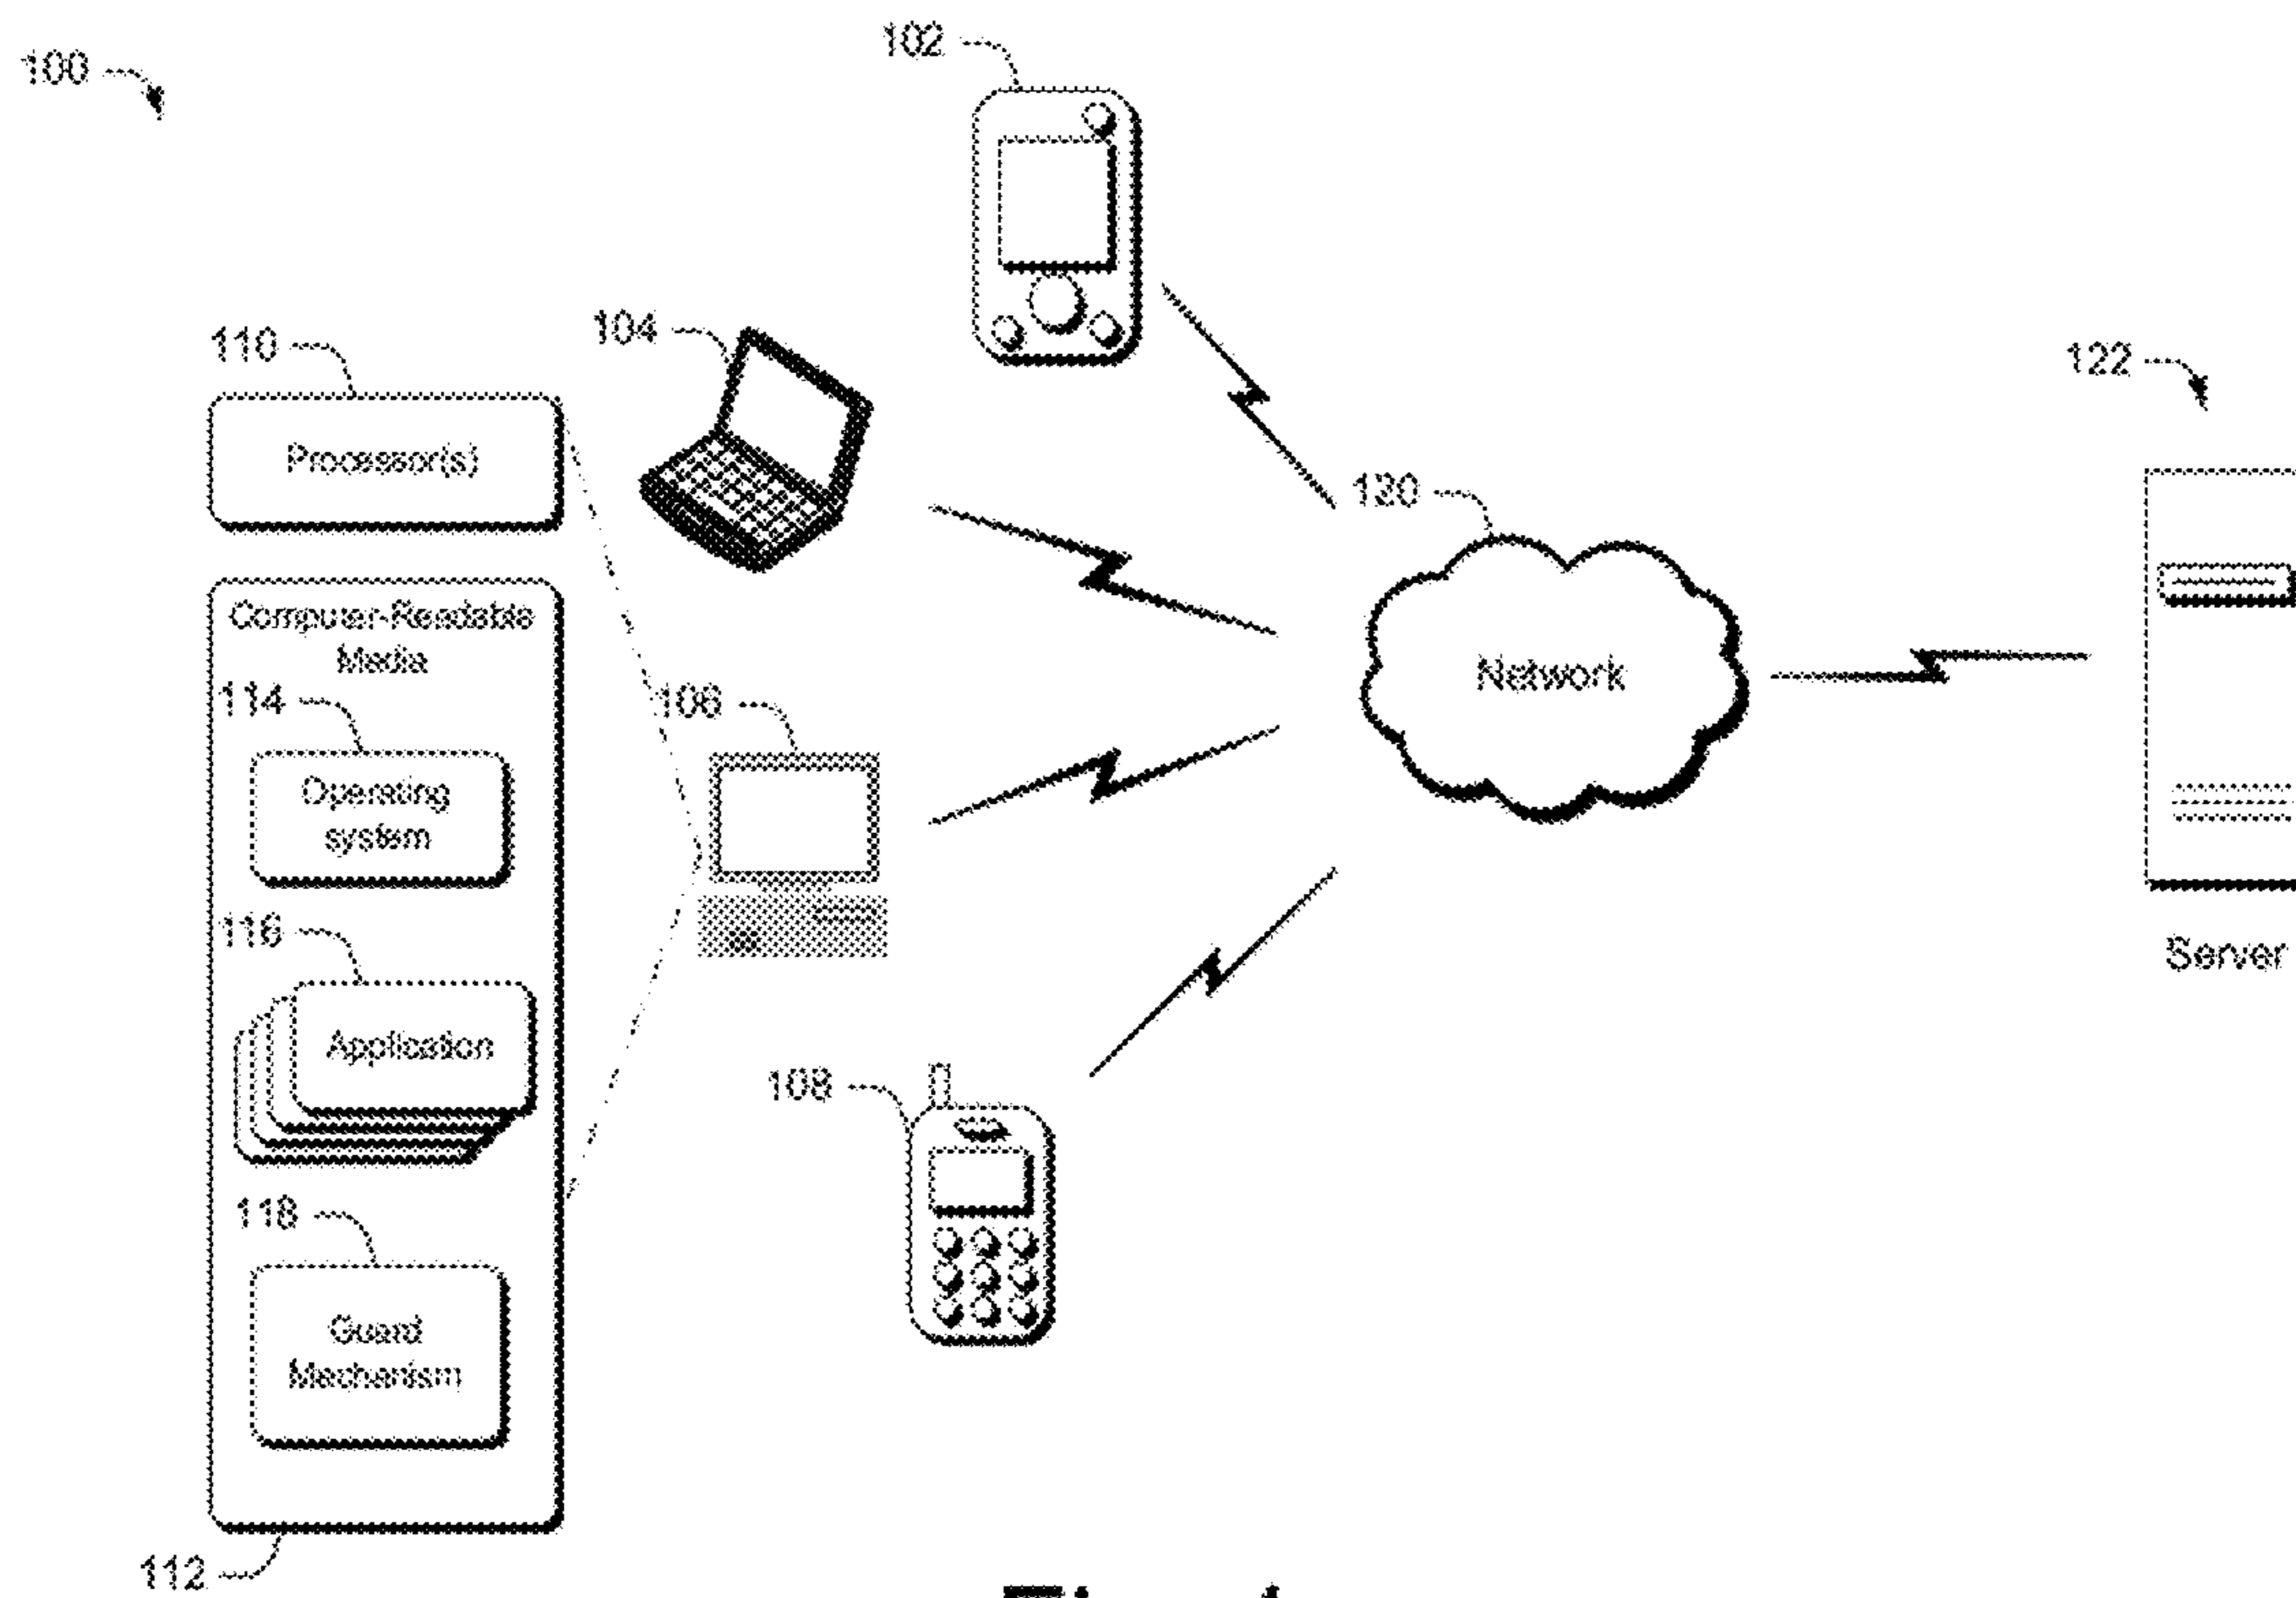 100
102
104
110
Processor(s)
122
120
Computer-Readable
Media
Network
114
106
Operating
system
116
Server
Application
108
118
Guard
Mechanism
112